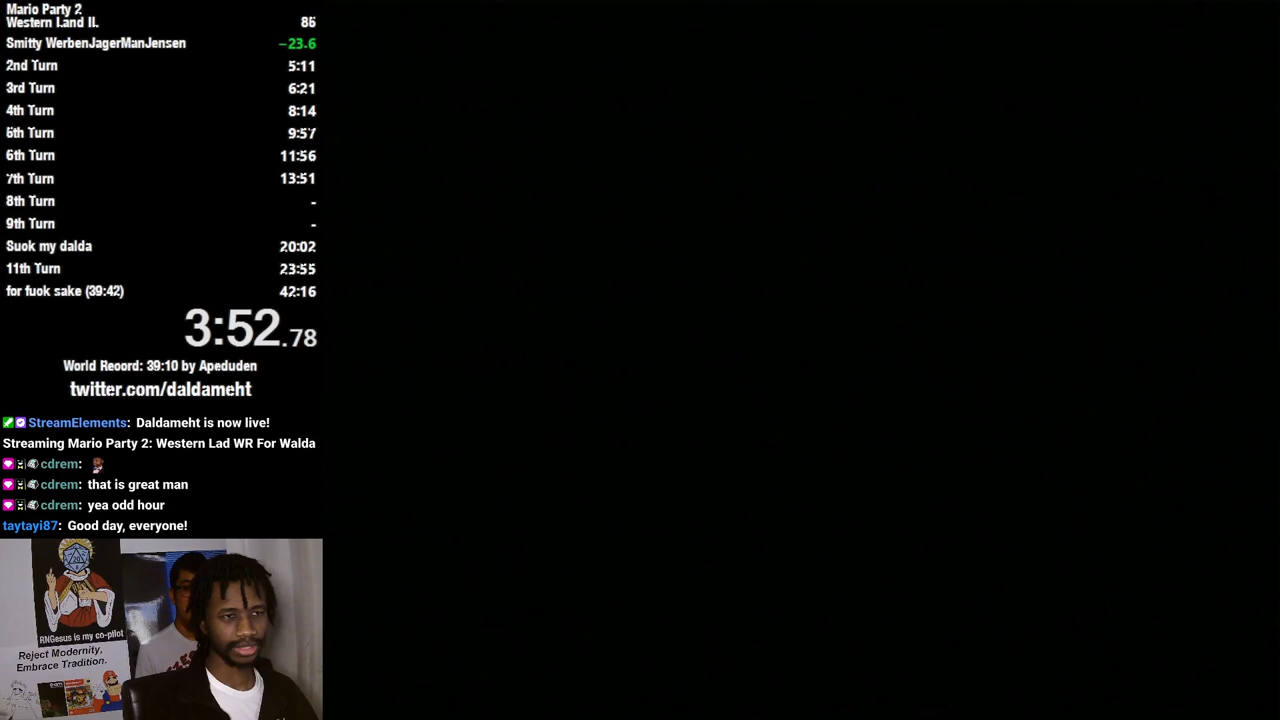 Mario Party 2
Western Land II. 86
Smitty WerbenJagerManJensen -23.6
2nd Turn 5:11
3rd Turn 6:21
4th Turn 8:14
5th Turn 9:57
6th Turn 11:56
7th Turn 13:51
8th Turn -
9th Turn -
Suok my dalda 20:02
11th Turn 23:55
for fuok sake (39:42) 42:16
3:52.78
World Reoord: 39:10 by Apeduden
twitter.com/daldameht
StreamElements: Daldameht is now live!
Streaming Mario Party 2: Western Lad WR For Walda
cdrem:
cdrem: that is great man
cdrem: yea odd hour
taytayi87: Good day, everyone!
RNGesus is my co-pilot
Reject Modernity,
Embrace Tradition.